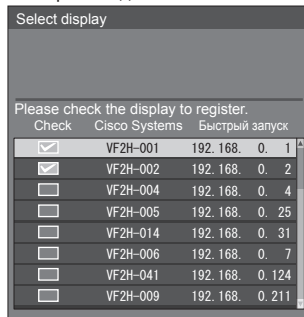 Select display
Please check the display to register.
Check Cisco Systems Быстрый запуск
VF2H-001 192. 168. 0. 1
VF2H-002 192. 168. 0. 2
VF2H-004 192. 168. 0. 4
VF2H-005 192. 168. 0. 25
VF2H-014 192. 168. 0. 31
VF2H-006 192. 168. 0. 7
VF2H-041 192. 168. 0. 124
VF2H-009 192. 168. 0. 211